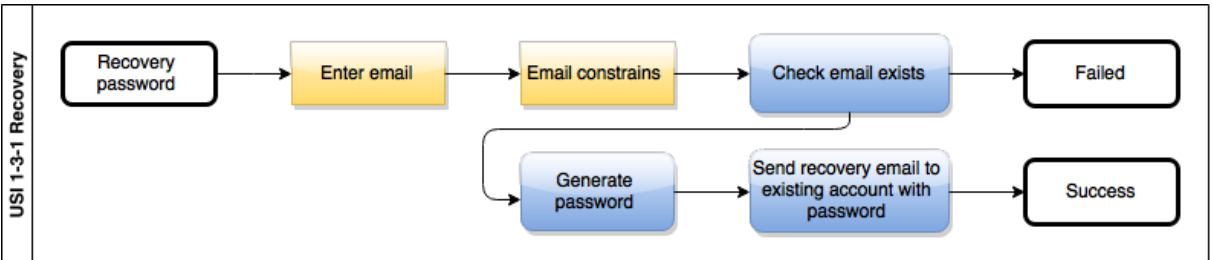 USI 1-3-1 Recovery
Recovery
password
Enter email
Email constrains
Check email exists
Failed
Generate
password
Send recovery email to
existing account with
password
Success